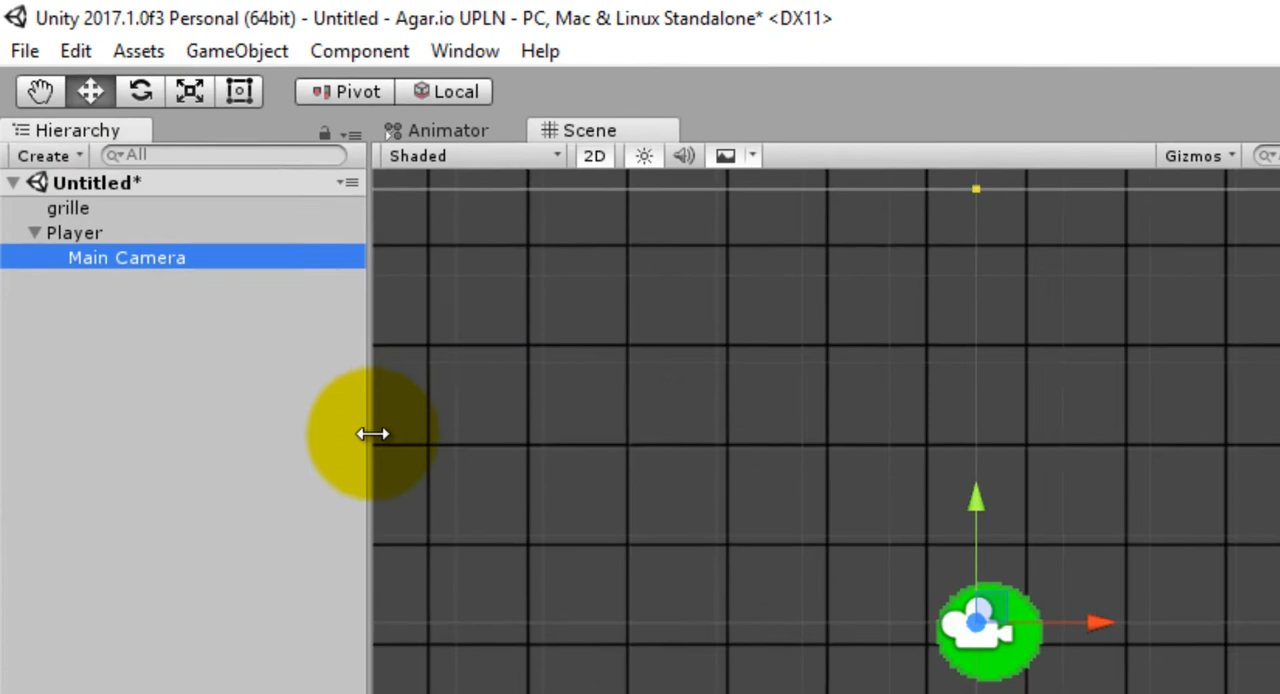 Unity 2017.1.0f3 Personal (64bit) - Untitled - Agar.io UPLN - PC, Mac & Linux Standalone* <DX11>
File Edit Assets GameObject Component Window Help
Pivot Local
Hierarchy Animator Scene
Create All Shaded 2D Gizmos
Untitled*
grille
Player
Main Camera